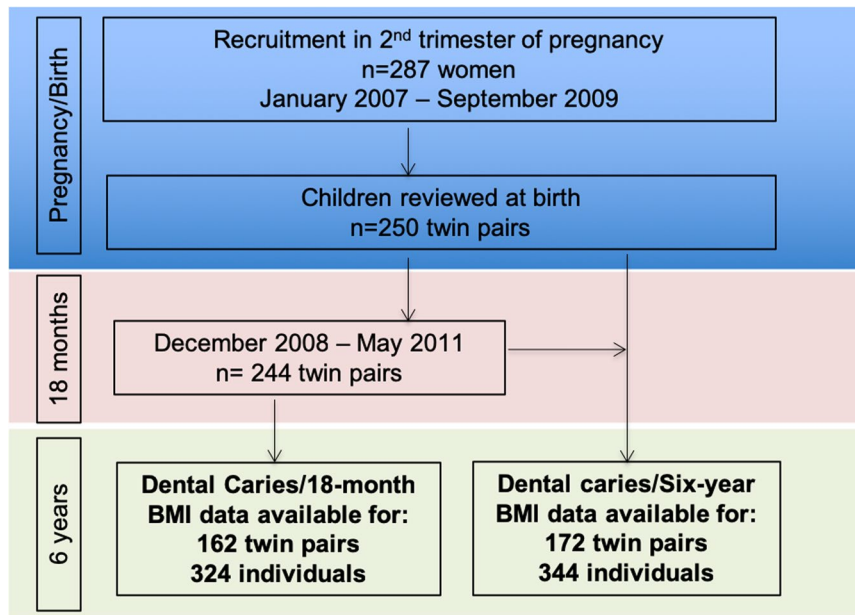 Pregnancy/Birth
Recruitment in 2nd trimester of pregnancy
n=287 women
January 2007 – September 2009
Children reviewed at birth
n=250 twin pairs
18 months
December 2008 – May 2011
n= 244 twin pairs
6 years
Dental Caries/18-month
BMI data available for:
162 twin pairs
324 individuals
Dental caries/Six-year
BMI data available for:
172 twin pairs
344 individuals